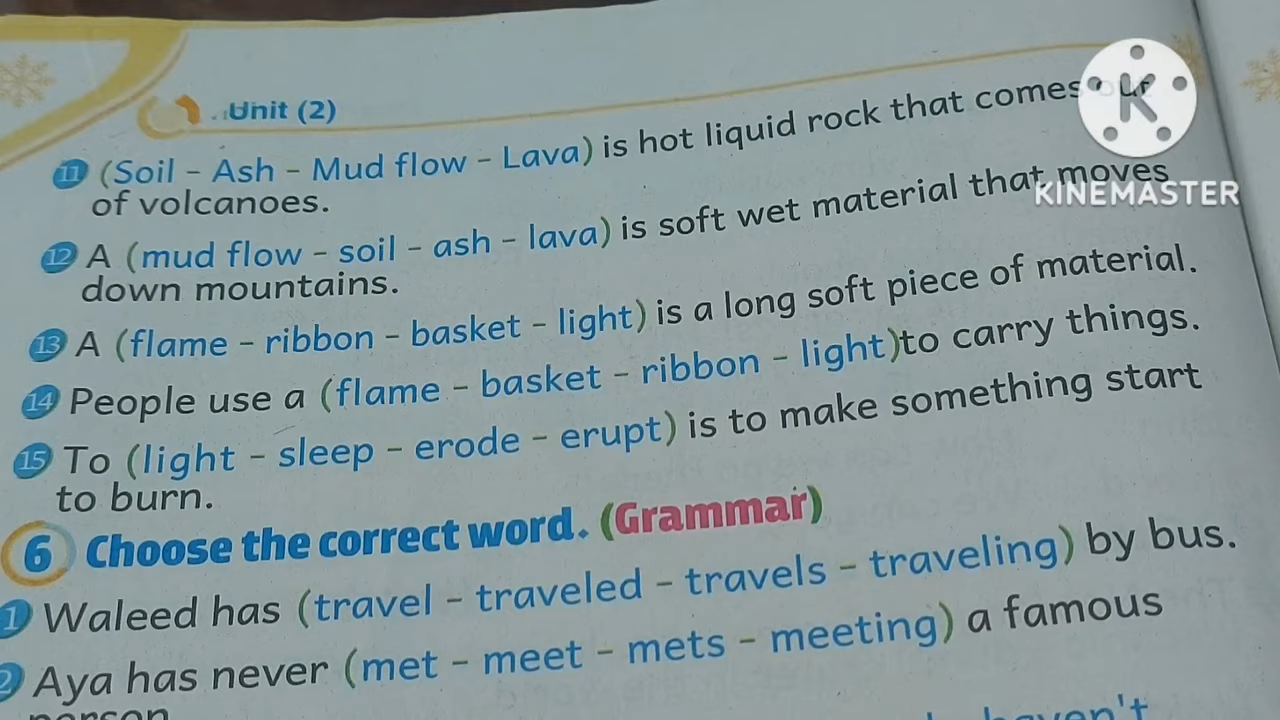 Unit (2)
11 (Soil - Ash - Mud flow - Lava) is hot liquid rock that comes
of volcanoes.
12 A (mud flow - soil - ash - lava) is soft wet material that moves
down mountains.
13 A (flame - ribbon - basket - light) is a long soft piece of material.
14 People use a (flame - basket - ribbon - light)to carry things.
15 To (light - sleep - erode - erupt) is to make something start
to burn.
6 Choose the correct word. (Grammar)
1 Waleed has (travel - traveled - travels - traveling) by bus.
2 Aya has never (met - meet - mets - meeting) a famous
person
haven't
K
KINEMASTER